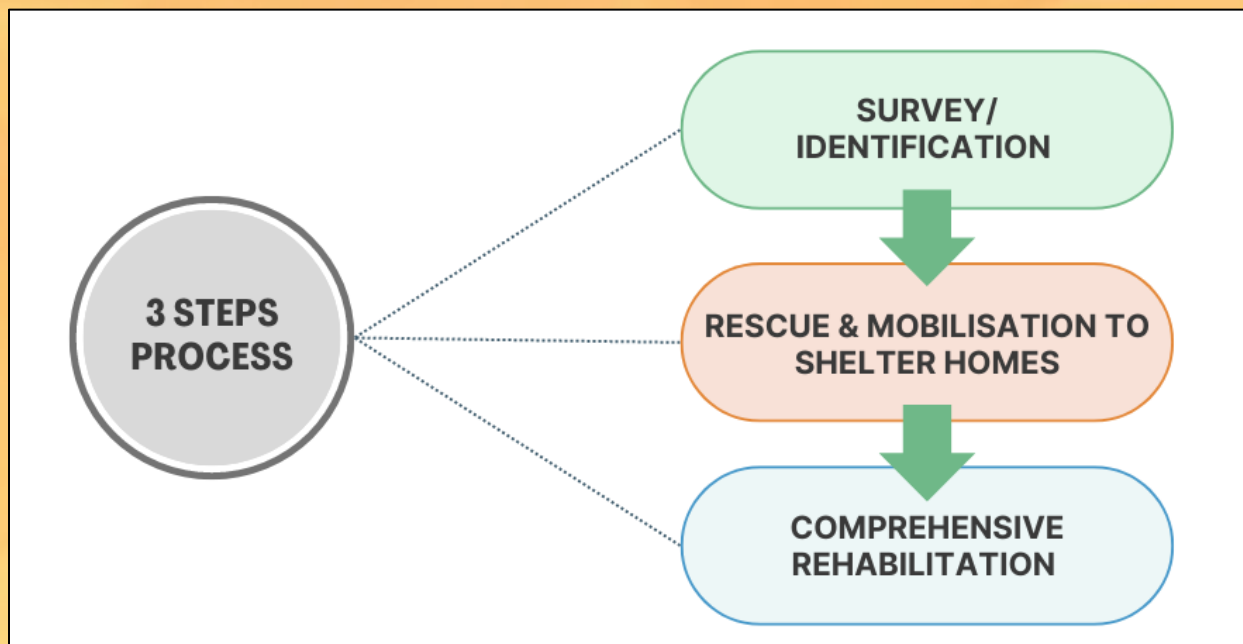 3 STEPS
PROCESS
SURVEY/
IDENTIFICATION
RESCUE & MOBILISATION TO
SHELTER HOMES
COMPREHENSIVE
REHABILITATION